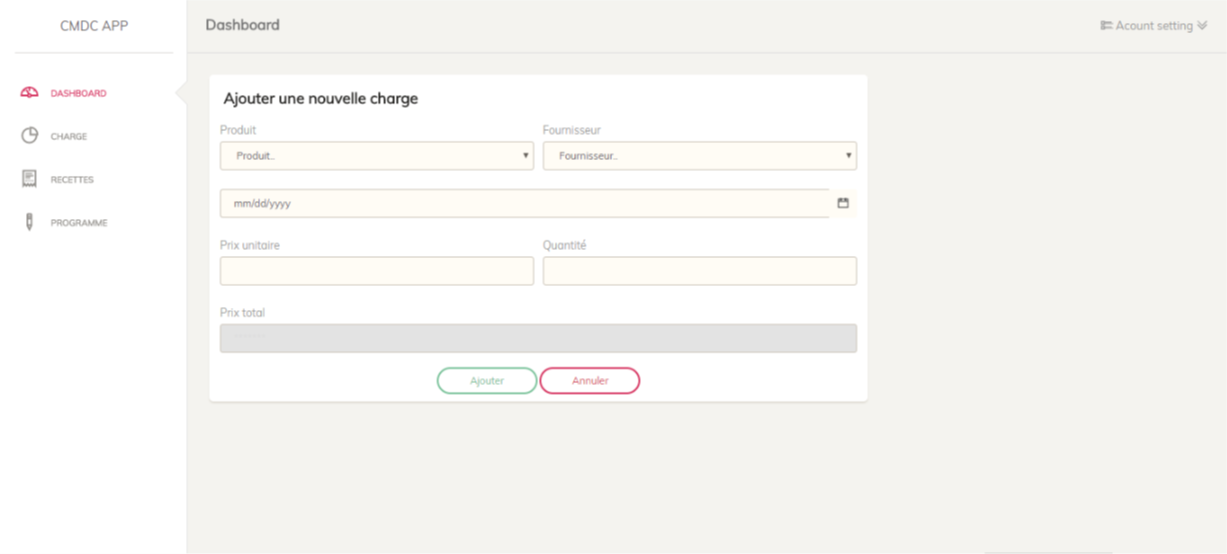 CMDC APP
Dashboard
Acount setting
DASHBOARD
CHARGE
RECETTES
PROGRAMME
Ajouter une nouvelle charge
Produit Fournisseur
Produit.. Fournisseur..
mm/dd/yyyy
Prix unitaire Quantité
Prix total
Ajouter Annuler